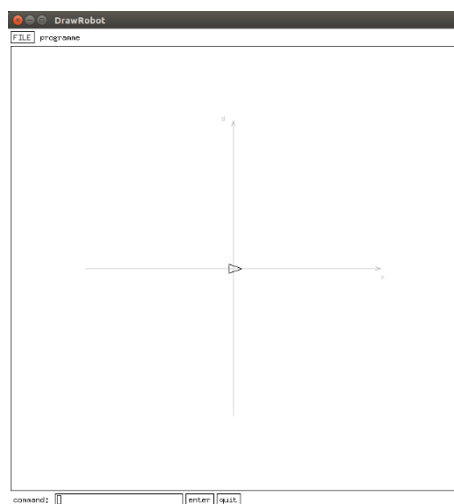 DrawRobot
FILE programme
y
x
command:
enter quit